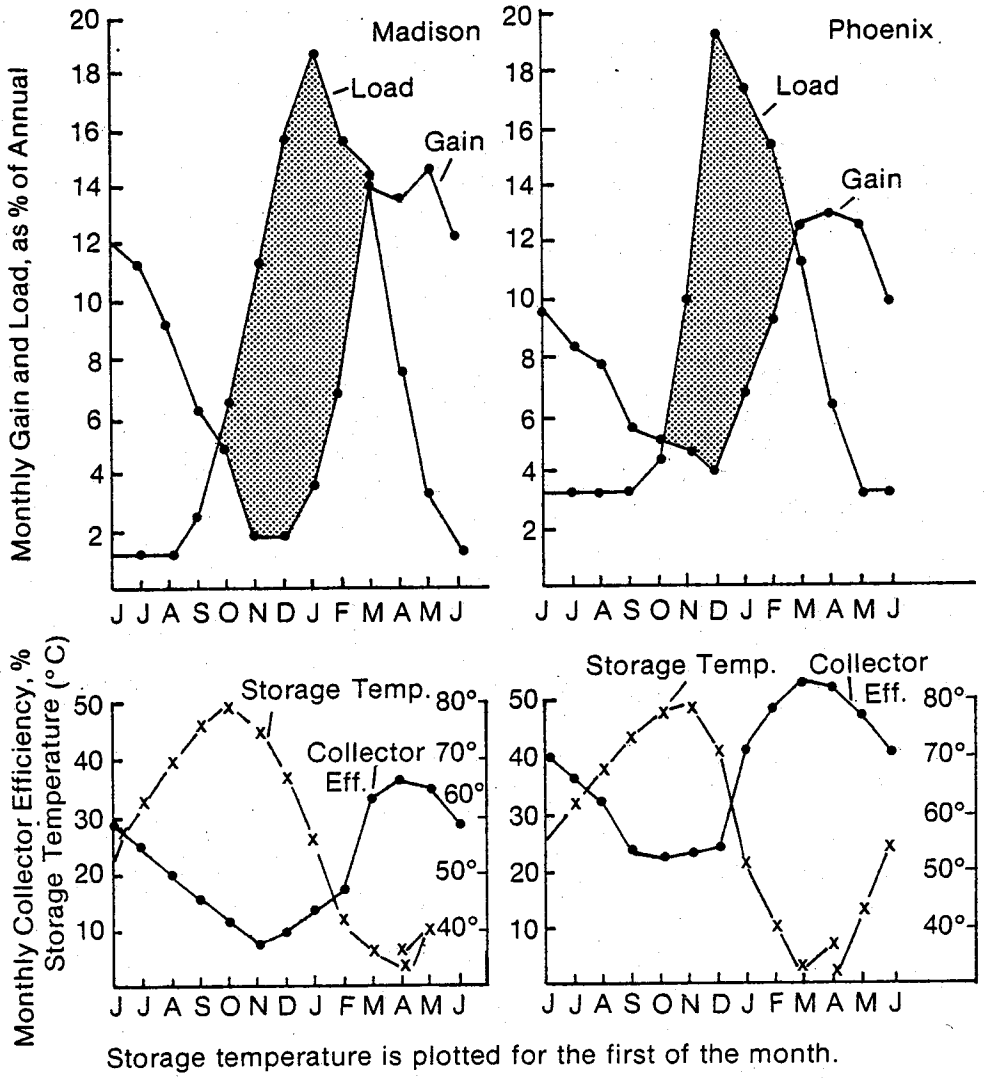 Monthly Gain and Load, as % of Annual
20
18
16
14
12
10
8
6
4
2
Madison
Load
Gain
J J A S O N D J F M A M J
20
18
16
14
12
10
8
6
4
2
Phoenix
Load
Gain
J J A S O N D J F M A M J
Monthly Collector Efficiency, %
Storage Temperature (°C)
50
40
30
20
10
Storage Temp.
Collector
Eff.
80°
70°
60°
50°
40°
J J A S O N D J F M A M J
50
40
30
20
10
Storage Temp.
Collector
Eff.
80°
70°
60°
50°
40°
J J A S O N D J F M A M J
Storage temperature is plotted for the first of the month.